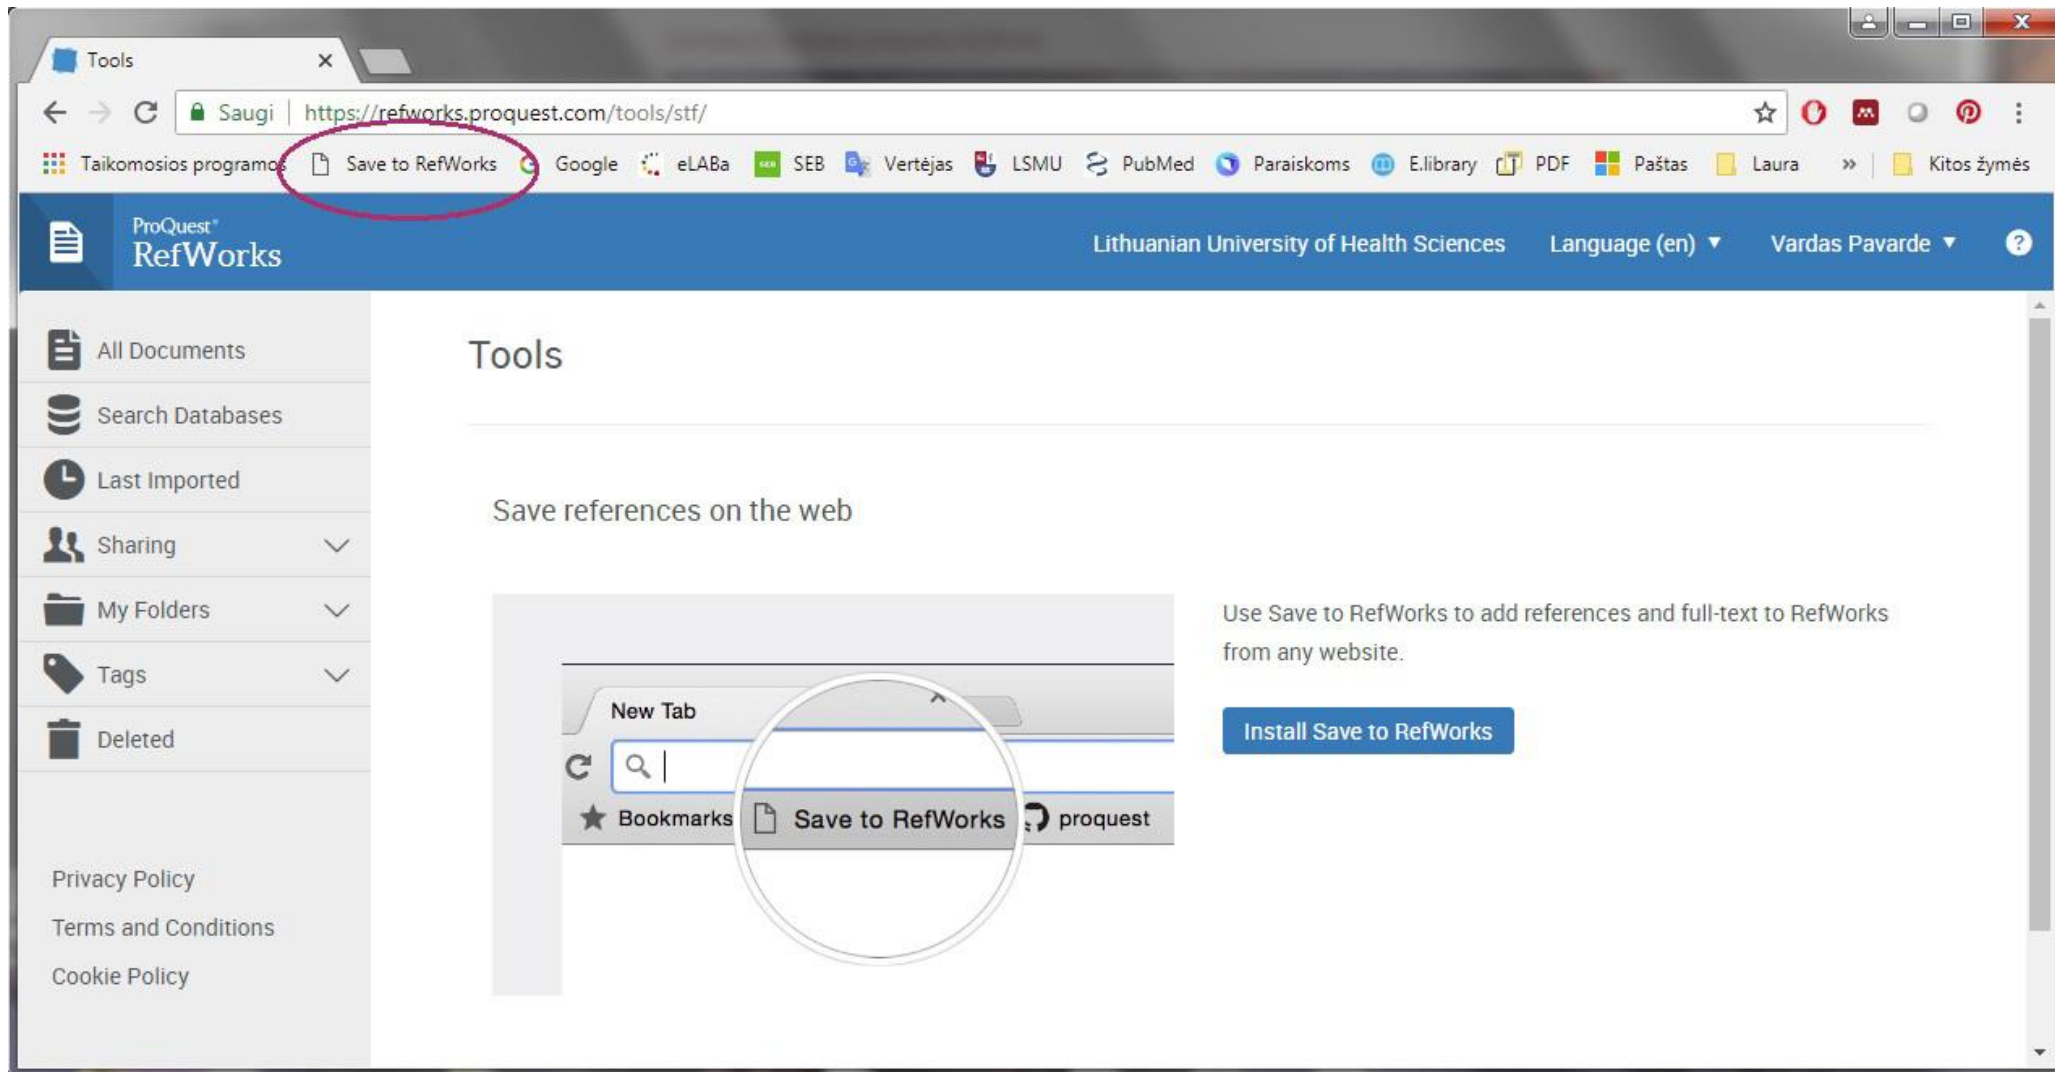 Tools
Saugi | https://refworks.proquest.com/tools/stf/
Taikomosios programos Save to RefWorks Google eLABa SEB Vertėjas LSMU PubMed Paraiskoms E.library PDF Paštas Laura » Kitos žymės
ProQuest®
RefWorks
Lithuanian University of Health Sciences Language (en) Vardas Pavarde ?
All Documents
Search Databases
Last Imported
Sharing
My Folders
Tags
Deleted
Privacy Policy
Terms and Conditions
Cookie Policy
Tools
Save references on the web
New Tab
Bookmarks Save to RefWorks proquest
Use Save to RefWorks to add references and full-text to RefWorks
from any website.
Install Save to RefWorks